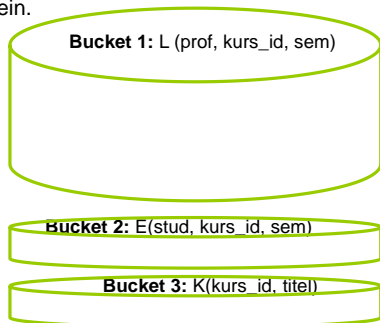 ein.
Bucket 1: L (prof, kurs_id, sem)
Bucket 2: E(stud, kurs_id, sem)
Bucket 3: K(kurs_id, titel)